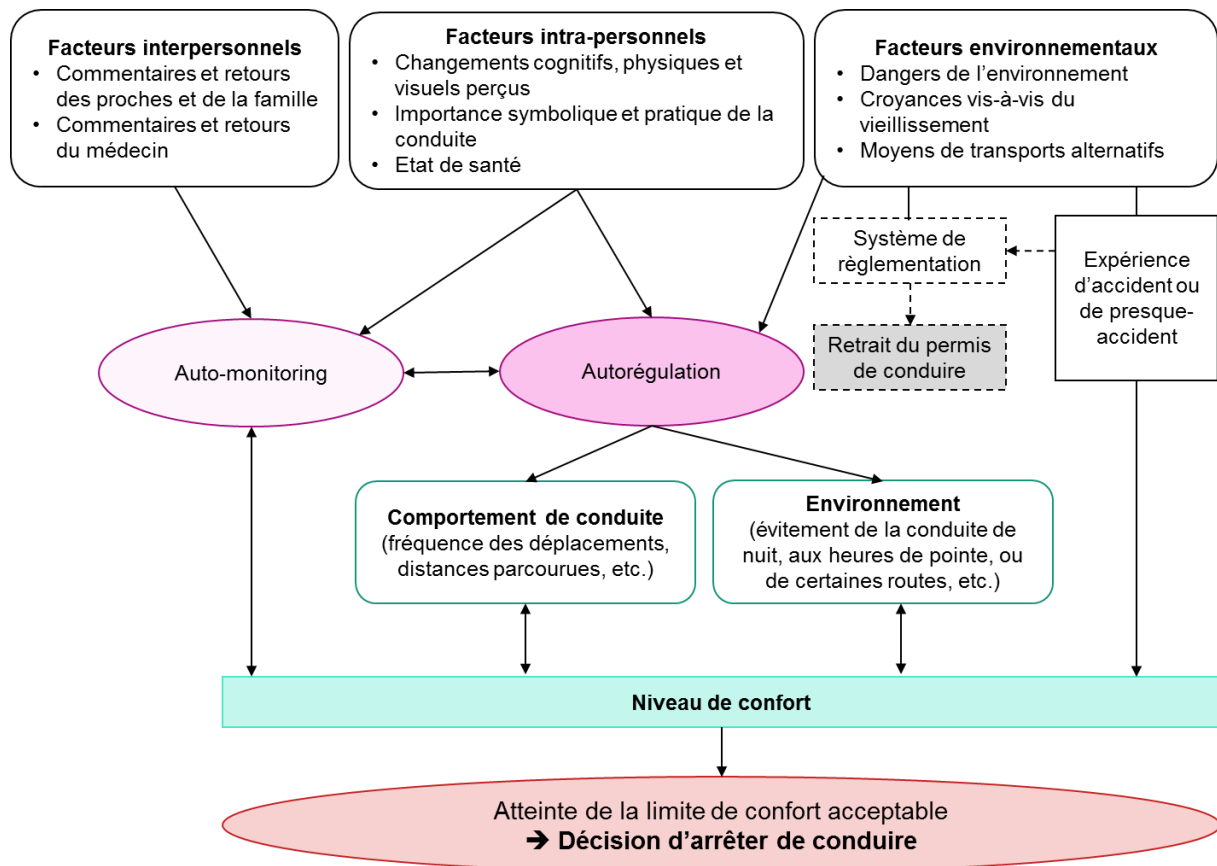 Facteurs interpersonnels
• Commentaires et retours
des proches et de la famille
• Commentaires et retours
du médecin
Facteurs intra-personnels
• Changements cognitifs, physiques et
visuels perçus
• Importance symbolique et pratique de la
conduite
• Etat de santé
Facteurs environnementaux
• Dangers de l’environnement
• Croyances vis-à-vis du
vieillissement
• Moyens de transports alternatifs
Système de
règlementation
Expérience
d’accident ou
de presque-
accident
Retrait du permis
de conduire
Auto-monitoring
Autorégulation
Comportement de conduite
(fréquence des déplacements,
distances parcourues, etc.)
Environnement
(évitement de la conduite de
nuit, aux heures de pointe, ou
de certaines routes, etc.)
Niveau de confort
Atteinte de la limite de confort acceptable
➔ Décision d’arrêter de conduire